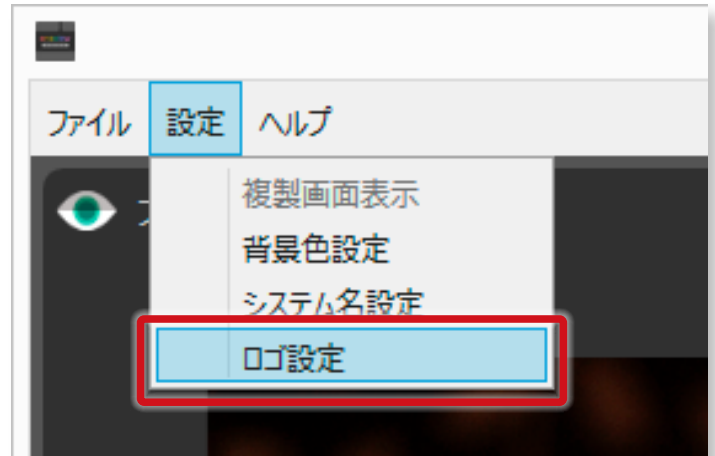 ファイル 設定 ヘルプ
複製画面表示
背景色設定
システム名設定
ロゴ設定